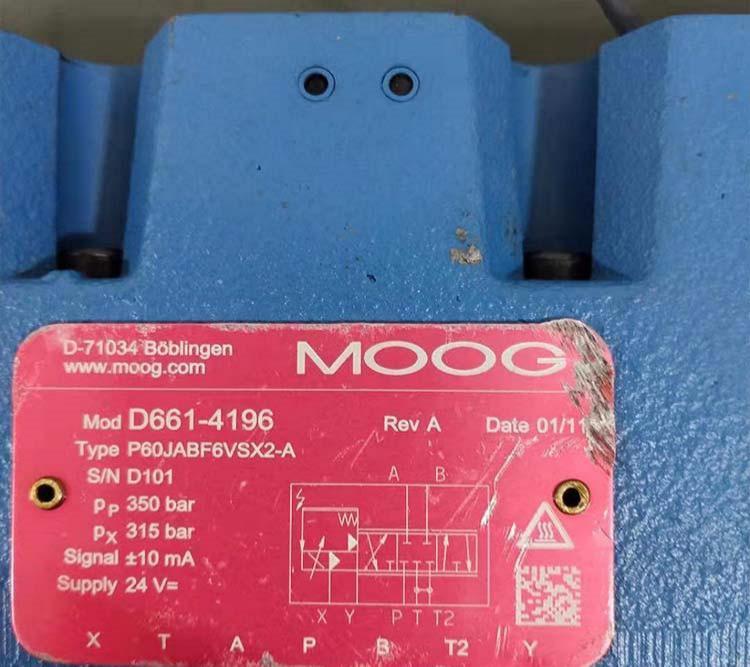 D-71034 Böblingen
www.moog.com
MOOG
Mod D661-4196 Rev A Date 01/11
Type P60JABF6VSX2-A
S/N D101
pP 350 bar
pX 315 bar
Signal ±10 mA
Supply 24 V=
A B
X Y P T T2
X T A P B T2 Y